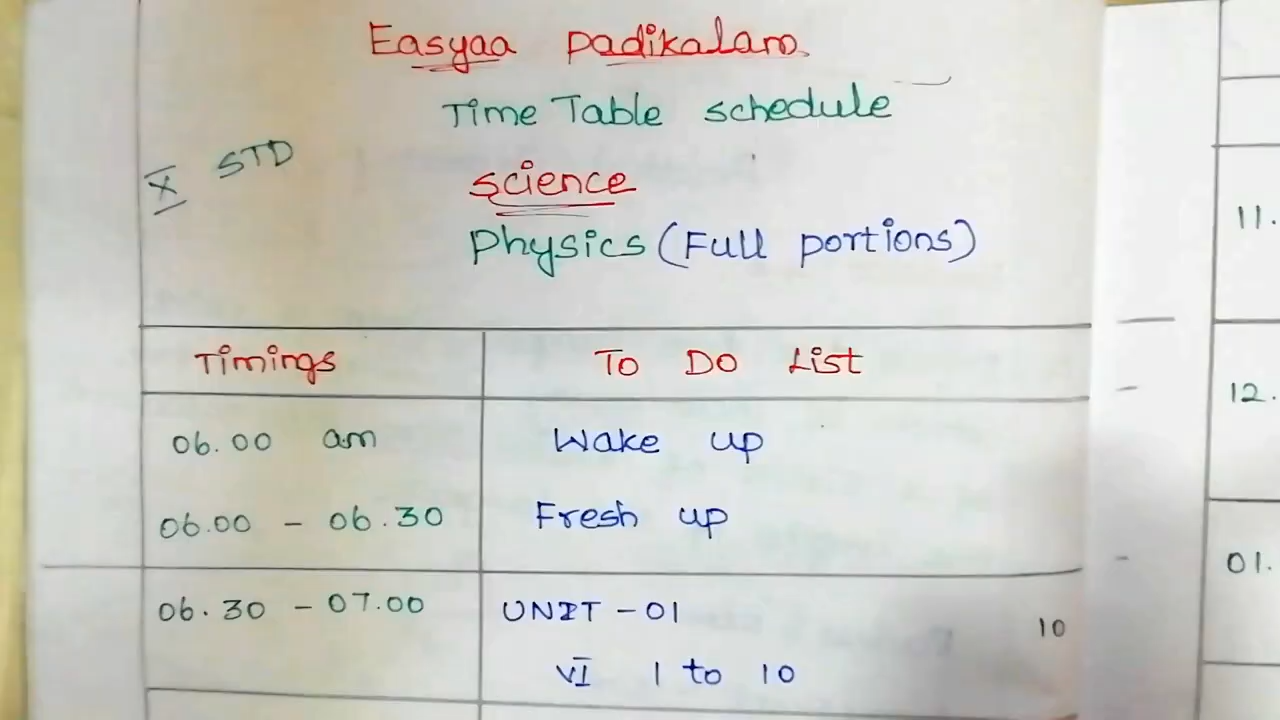 Easyaa padikalam
Time Table schedule
X STD
Science
Physics (Full portions)
Timings To Do List
06.00 am Wake up
06.00 - 06.30 Fresh up
06.30 - 07.00 UNIT - 01 10
VI 1 to 10
11.
12.
01.